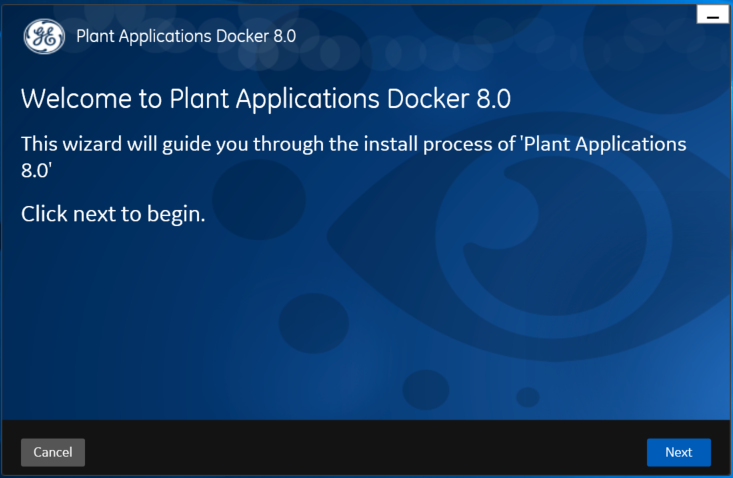 Plant Applications Docker 8.0
Welcome to Plant Applications Docker 8.0
This wizard will guide you through the install process of 'Plant Applications
8.0'
Click next to begin.
Cancel
Next